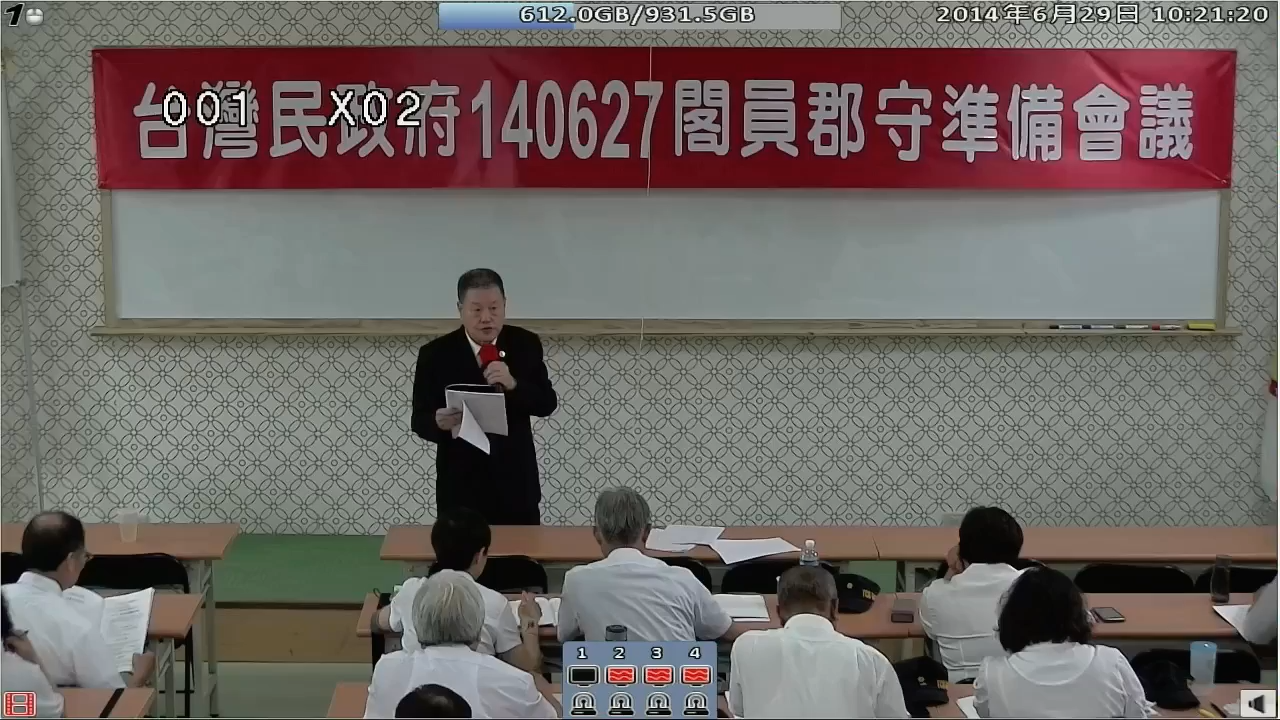 1
612.0GB/931.5GB
2014年6月29日 10:21:20
001 X02
台灣民政府140627閣員郡守準備會議
1 2 3 4